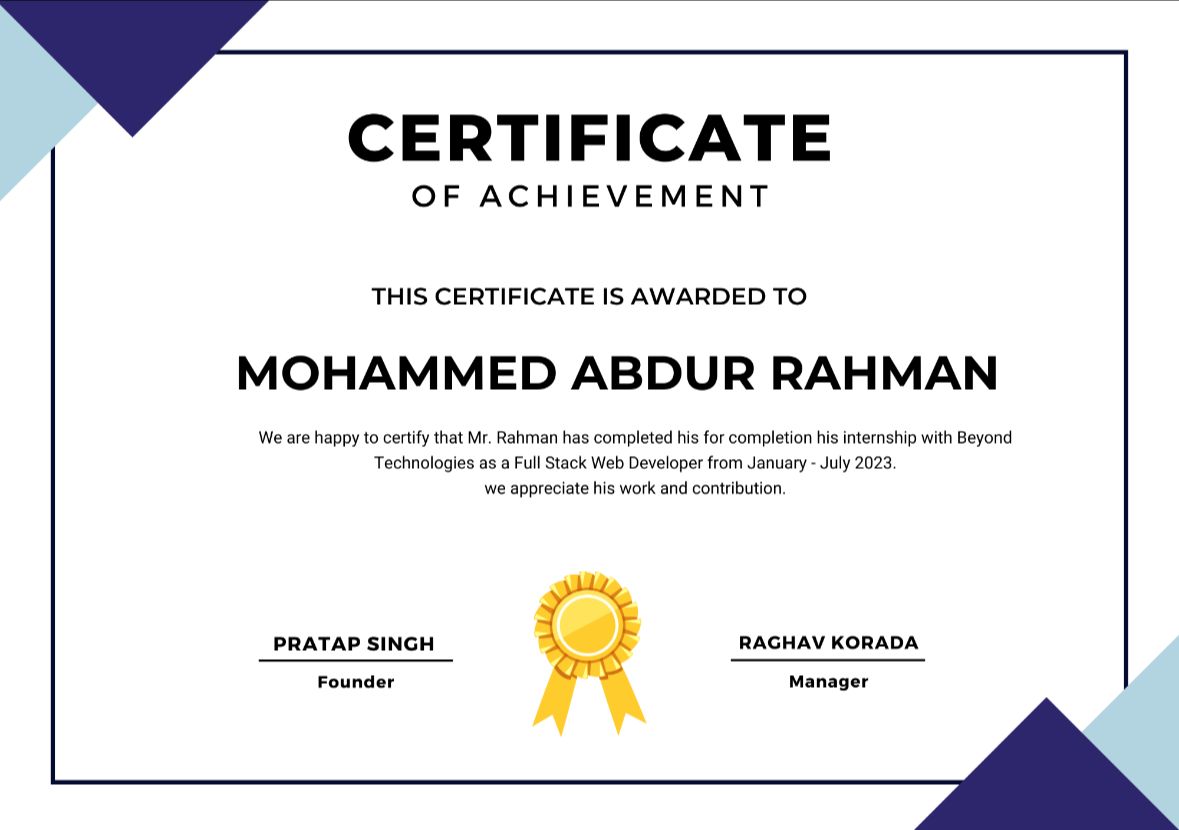 CERTIFICATE
OF ACHIEVEMENT
THIS CERTIFICATE IS AWARDED TO
MOHAMMED ABDUR RAHMAN
We are happy to certify that Mr. Rahman has completed his for completion his internship with Beyond
Technologies as a Full Stack Web Developer from January - July 2023.
we appreciate his work and contribution.
PRATAP SINGH
Founder
RAGHAV KORADA
Manager